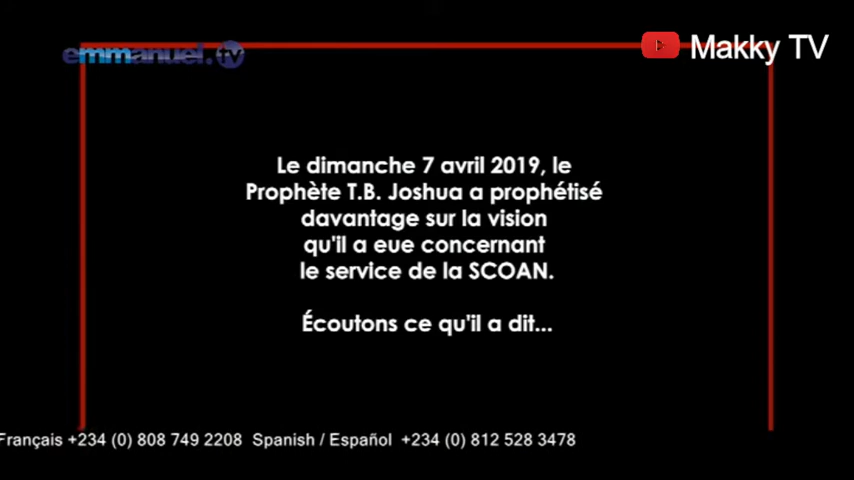 emmanuel.tv
Makky TV
Le dimanche 7 avril 2019, le
Prophète T.B. Joshua a prophétisé
davantage sur la vision
qu'il a eue concernant
le service de la SCOAN.
Écoutons ce qu'il a dit...
Français +234 (0) 808 749 2208 Spanish / Español +234 (0) 812 528 3478